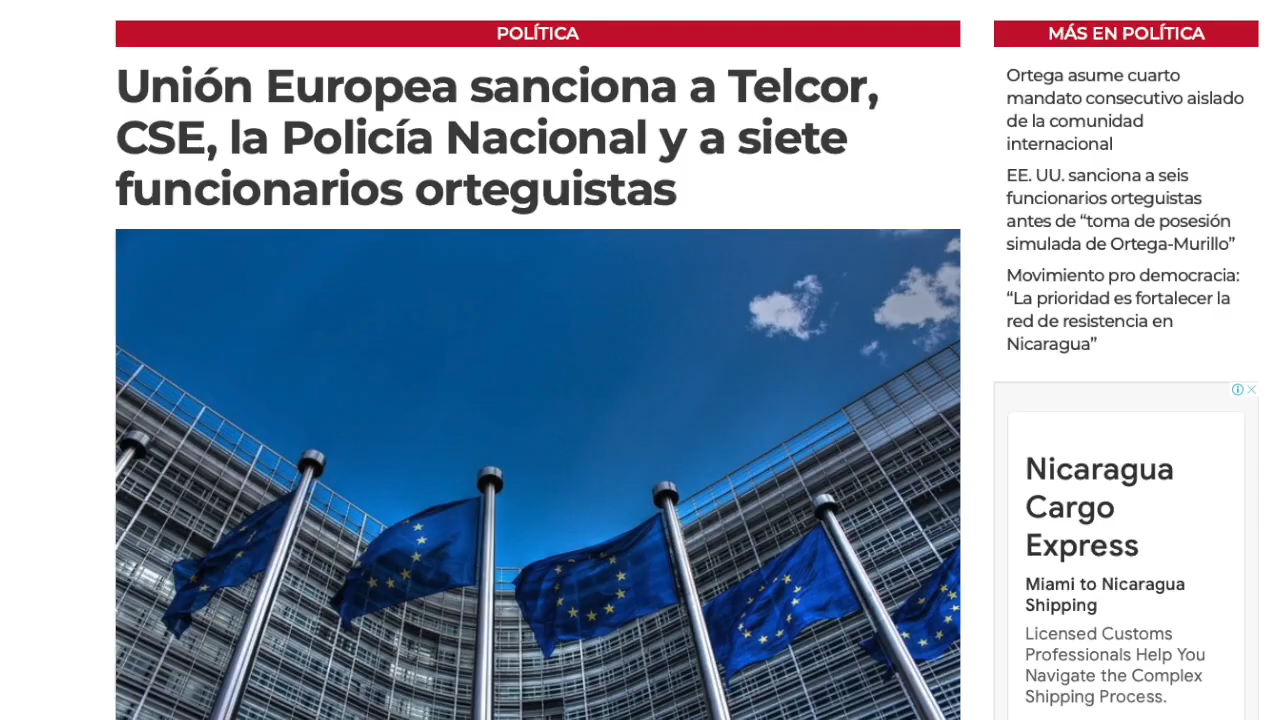 POLÍTICA
Unión Europea sanciona a Telcor,
CSE, la Policía Nacional y a siete
funcionarios orteguistas
MÁS EN POLÍTICA
Ortega asume cuarto
mandato consecutivo aislado
de la comunidad
internacional
EE. UU. sanciona a seis
funcionarios orteguistas
antes de “toma de posesión
simulada de Ortega-Murillo”
Movimiento pro democracia:
“La prioridad es fortalecer la
red de resistencia en
Nicaragua”
Nicaragua
Cargo
Express
Miami to Nicaragua
Shipping
Licensed Customs
Professionals Help You
Navigate the Complex
Shipping Process.